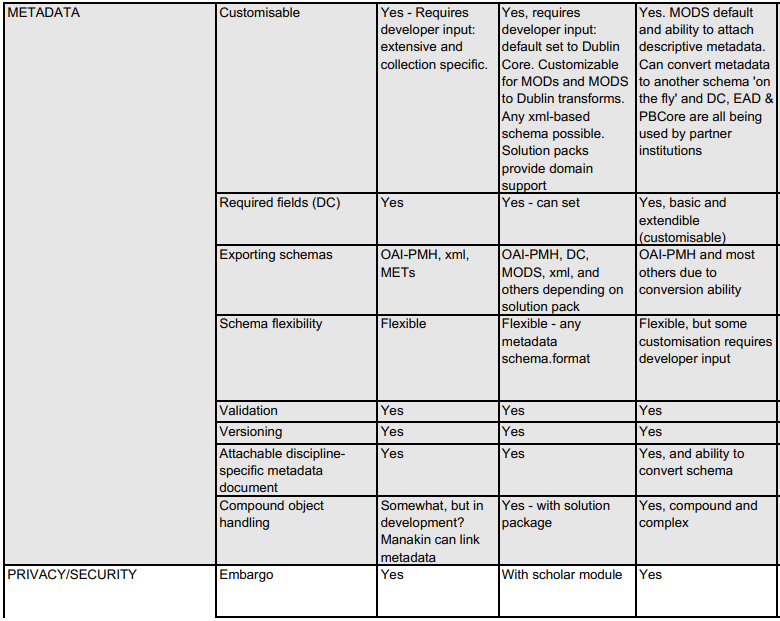 METADATA
Customisable
Yes - Requires
developer input:
extensive and
collection specific.
Yes, requires
developer input:
default set to Dublin
Core. Customizable
for MODs and MODS
to Dublin transforms.
Any xml-based
schema possible.
Solution packs
provide domain
support
Yes. MODS default
and ability to attach
descriptive metadata.
Can convert metadata
to another schema 'on
the fly' and DC, EAD &
PBCore are all being
used by partner
institutions
Required fields (DC)
Yes
Yes - can set
Yes, basic and
extendible
(customisable)
Exporting schemas
OAI-PMH, xml,
METs
OAI-PMH, DC,
MODS, xml, and
others depending on
solution pack
OAI-PMH and most
others due to
conversion ability
Schema flexibility
Flexible
Flexible - any
metadata
schema.format
Flexible, but some
customisation requires
developer input
Validation
Yes
Yes
Yes
Versioning
Yes
Yes
Yes
Attachable discipline-
specific metadata
document
Yes
Yes
Yes, and ability to
convert schema
Compound object
handling
Somewhat, but in
development?
Manakin can link
metadata
Yes - with solution
package
Yes, compound and
complex
PRIVACY/SECURITY
Embargo
Yes
With scholar module
Yes